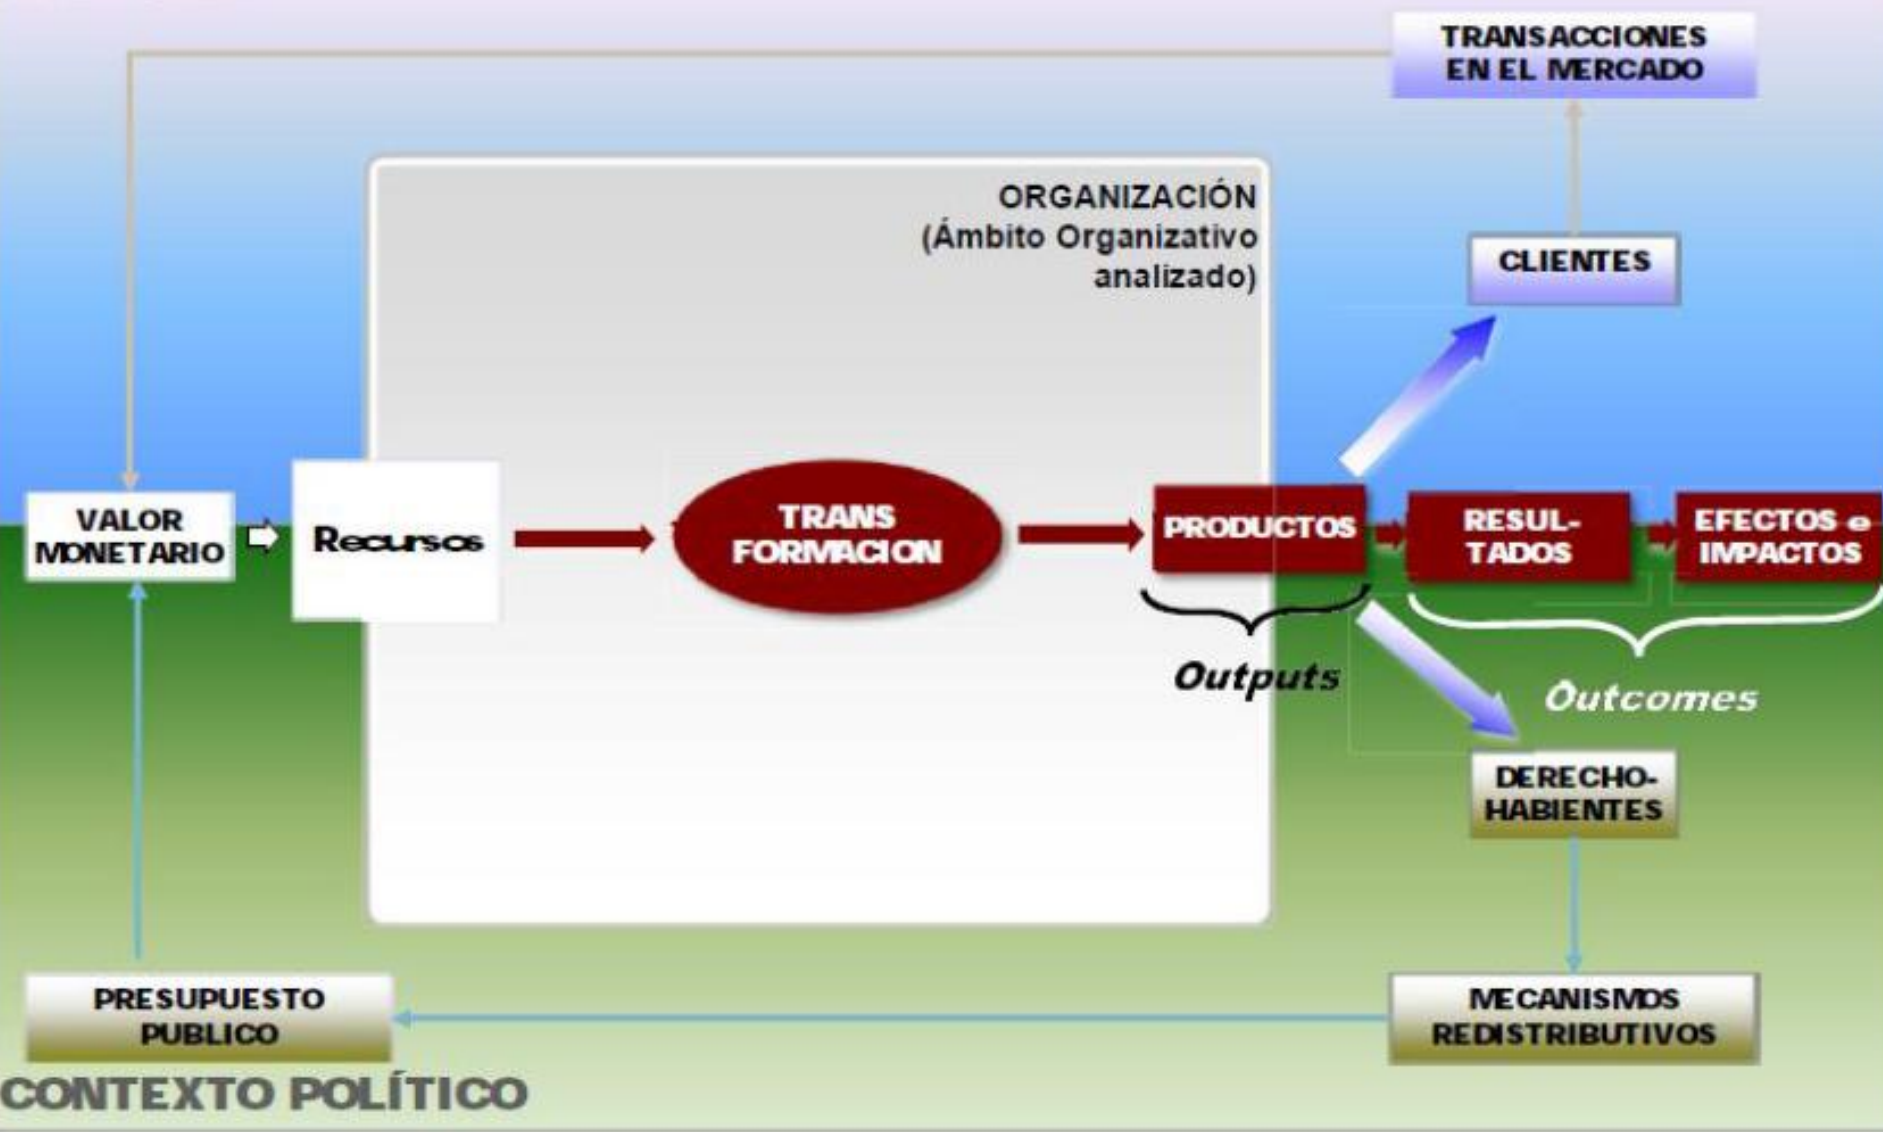 TRANSACCIONES
EN EL MERCADO
ORGANIZACIÓN
(Ámbito Organizativo
analizado)
CLIENTES
VALOR
MONETARIO
Recursos
TRANS
FORMACION
PRODUCTOS
RESUL-
TADOS
EFECTOS e
IMPACTOS
Outputs
Outcomes
DERECHO-
HABIENTES
PRESUPUESTO
PUBLICO
MECANISMOS
REDISTRIBUTIVOS
CONTEXTO POLÍTICO